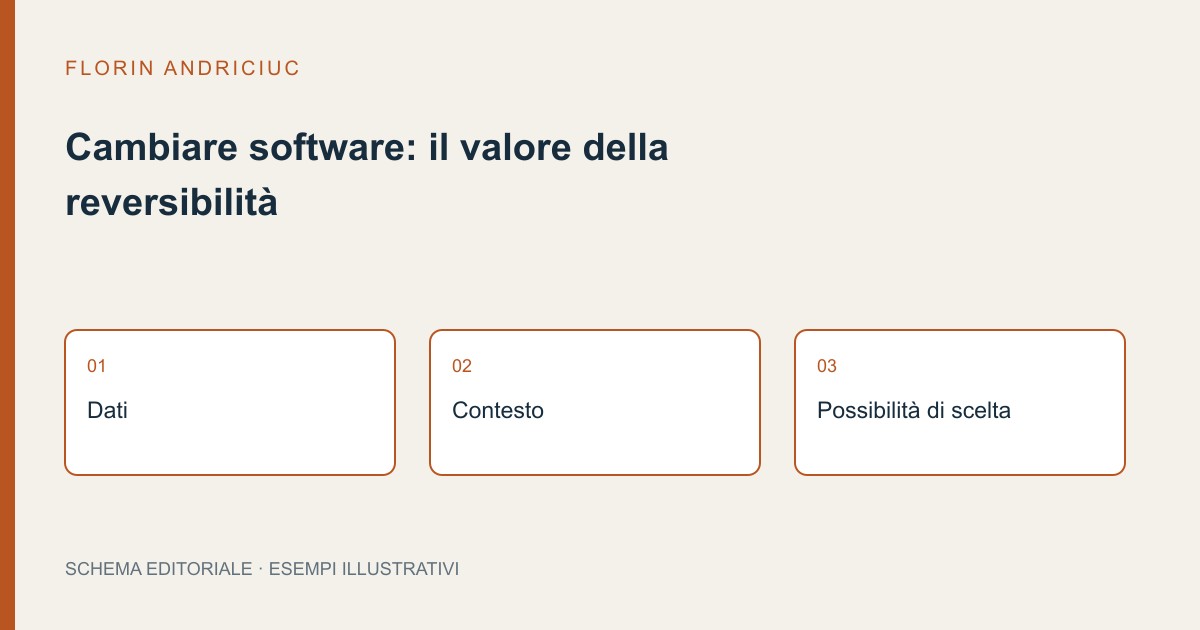 FLORIN ANDRICIUC
Cambiare software: il valore della
reversibilità
01
Dati
02
Contesto
03
Possibilità di scelta
SCHEMA EDITORIALE · ESEMPI ILLUSTRATIVI